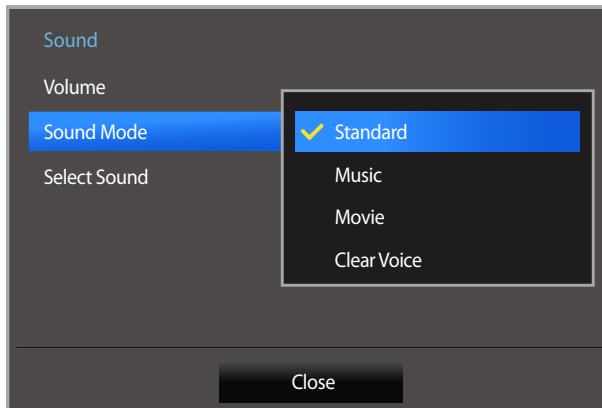 Sound
Volume
Sound Mode
Select Sound
Standard
Music
Movie
Clear Voice
Close